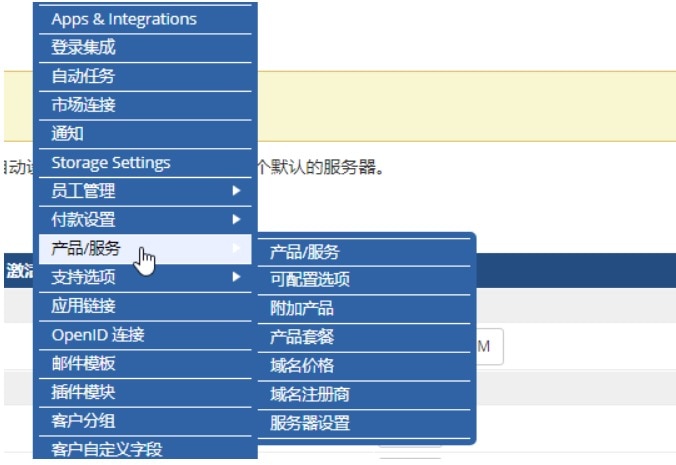 Apps & Integrations
登录集成
自动任务
市场连接
通知
Storage Settings
个默认的服务器。
员工管理
付款设置
产品/服务
支持选项
应用链接
OpenID 连接
邮件模板
插件模块
客户分组
客户自定义字段
产品/服务
可配置选项
附加产品
产品套餐
域名价格
域名注册商
服务器设置
激活
M